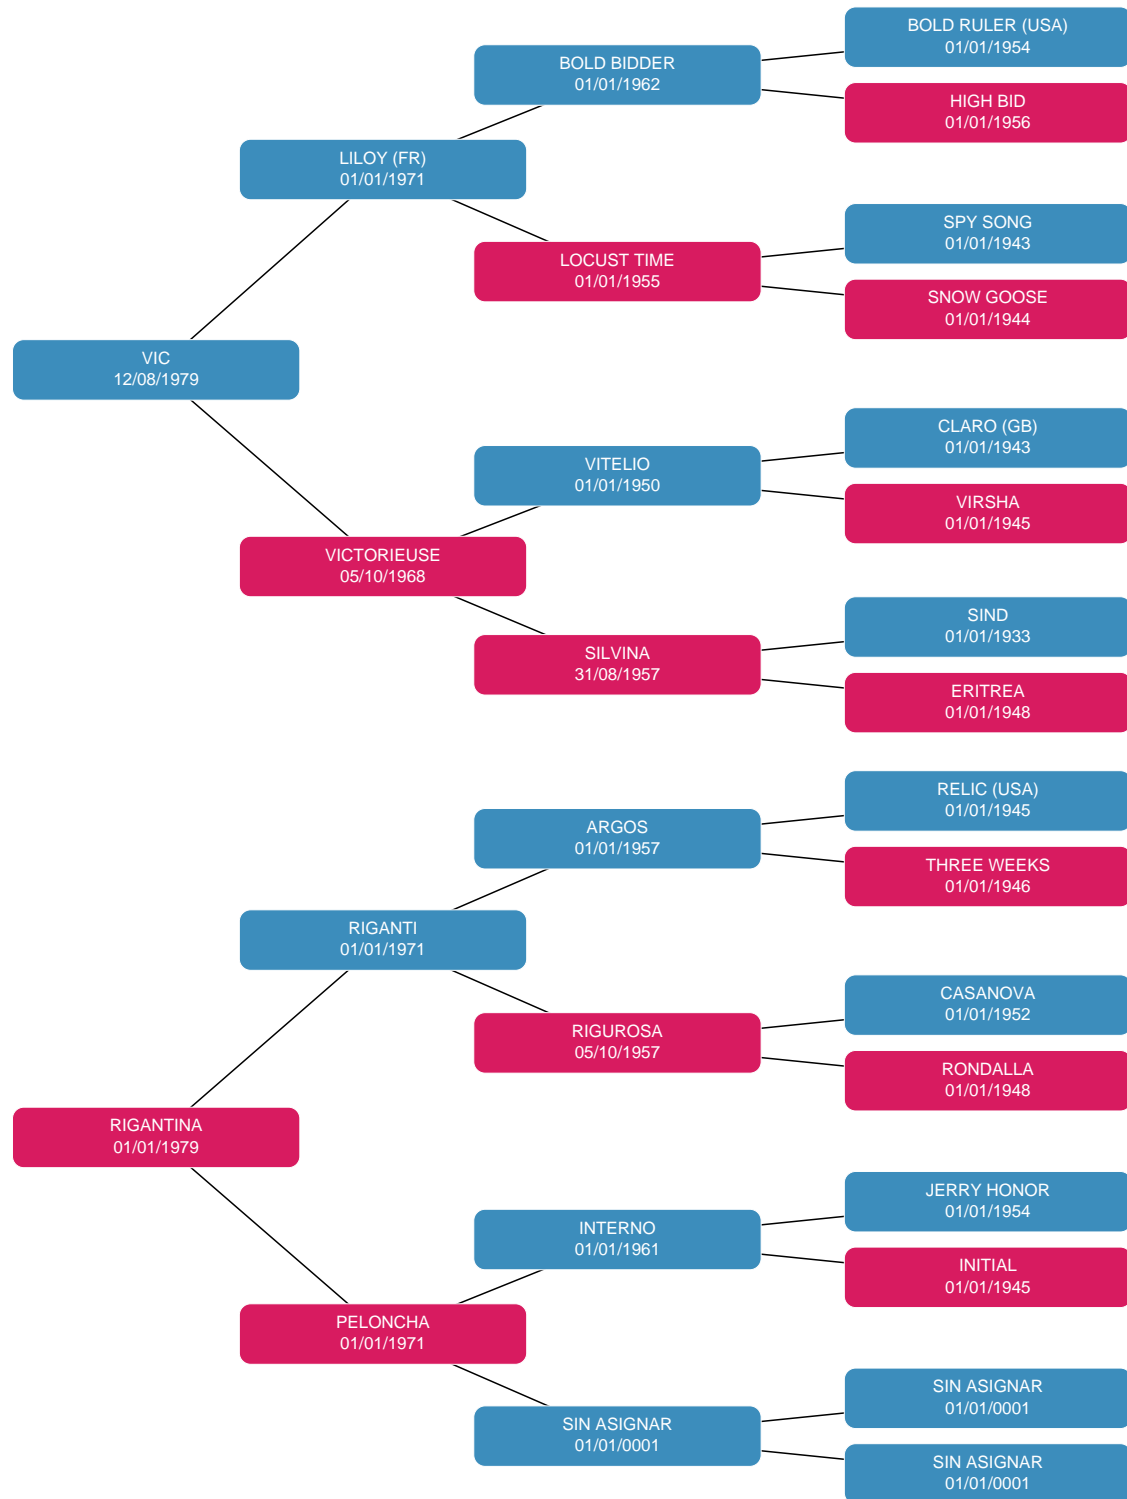 BOLD RULER (USA)
01/01/1954
BOLD BIDDER
01/01/1962
HIGH BID
01/01/1956
LILOY (FR)
01/01/1971
SPY SONG
01/01/1943
LOCUST TIME
01/01/1955
SNOW GOOSE
01/01/1944
VIC
12/08/1979
CLARO (GB)
01/01/1943
VITELIO
01/01/1950
VIRSHA
01/01/1945
VICTORIEUSE
05/10/1968
SIND
01/01/1933
SILVINA
31/08/1957
ERITREA
01/01/1948
RELIC (USA)
01/01/1945
ARGOS
01/01/1957
THREE WEEKS
01/01/1946
RIGANTI
01/01/1971
CASANOVA
01/01/1952
RIGUROSA
05/10/1957
RONDALLA
01/01/1948
RIGANTINA
01/01/1979
JERRY HONOR
01/01/1954
INTERNO
01/01/1961
INITIAL
01/01/1945
PELONCHA
01/01/1971
SIN ASIGNAR
01/01/0001
SIN ASIGNAR
01/01/0001
SIN ASIGNAR
01/01/0001